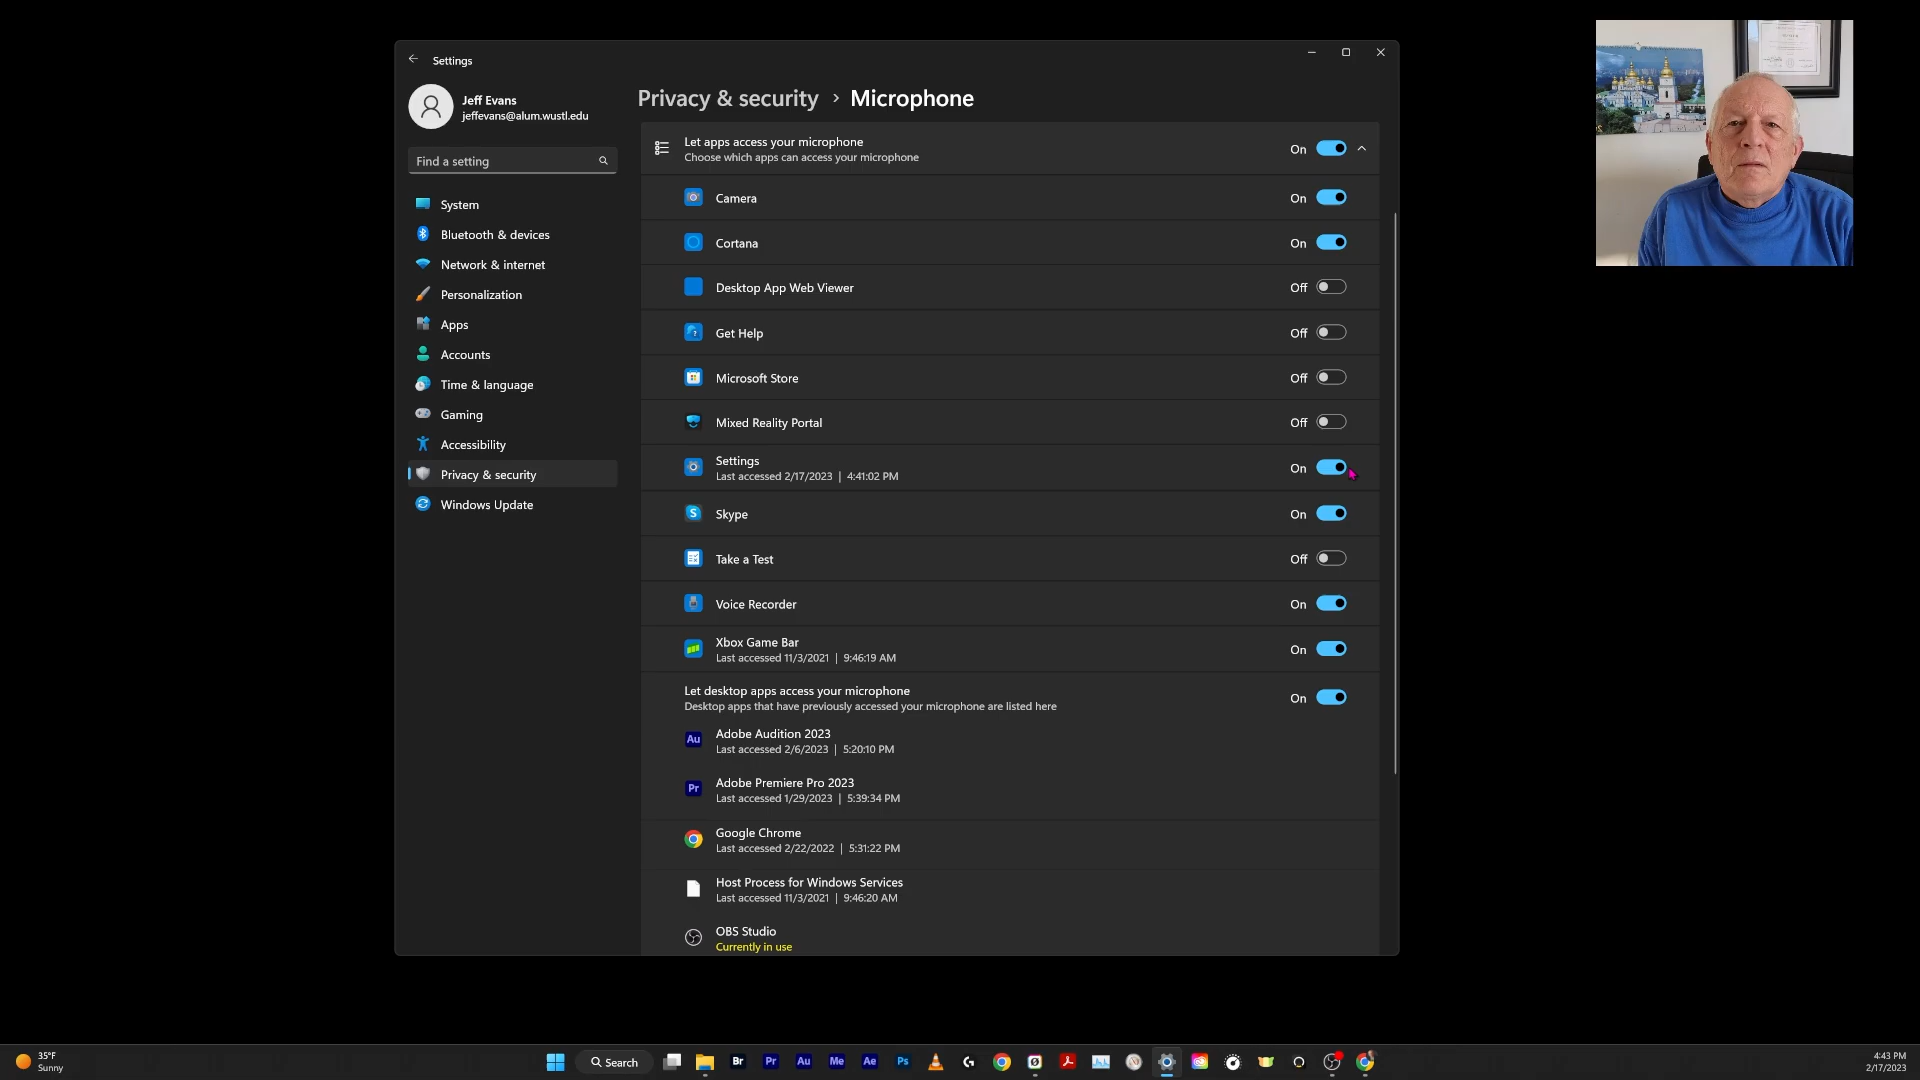 Settings
Jeff Evans
jeffevans@alum.wustl.edu
Find a setting
System
Bluetooth & devices
Network & internet
Personalization
Apps
Accounts
Time & language
Gaming
Accessibility
Privacy & security
Windows Update
Privacy & security › Microphone
Let apps access your microphone
Choose which apps can access your microphone
On
Camera
On
Cortana
On
Desktop App Web Viewer
Off
Get Help
Off
Microsoft Store
Off
Mixed Reality Portal
Off
Settings
Last accessed 2/17/2023 | 4:41:02 PM
On
Skype
On
Take a Test
Off
Voice Recorder
On
Xbox Game Bar
Last accessed 11/3/2021 | 9:46:19 AM
On
Let desktop apps access your microphone
Desktop apps that have previously accessed your microphone are listed here
On
Au
Adobe Audition 2023
Last accessed 2/6/2023 | 5:20:10 PM
Pr
Adobe Premiere Pro 2023
Last accessed 1/29/2023 | 5:39:34 PM
Google Chrome
Last accessed 2/22/2022 | 5:31:22 PM
Host Process for Windows Services
Last accessed 11/3/2021 | 9:46:20 AM
OBS Studio
Currently in use
35°F
Sunny
Search
Br
Pr
Au
Me
Ae
Ps
4:43 PM
2/17/2023